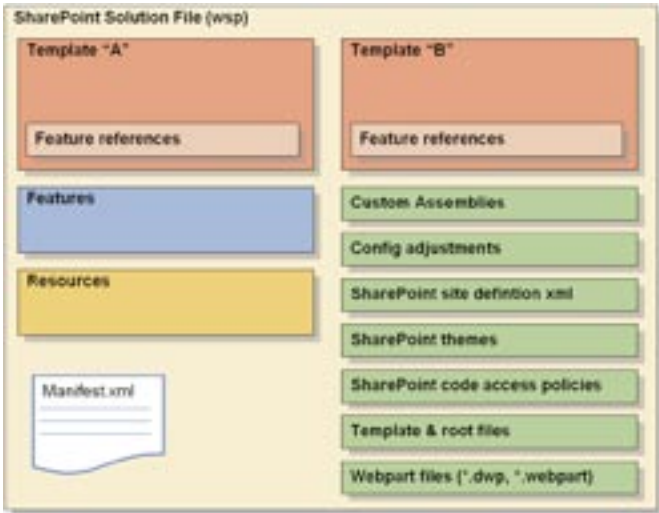 SharePoint Solution File (wsp)
Template “A”
Feature references
Template “B”
Feature references
Features
Resources
Manifest.xml
Custom Assemblies
Config adjustments
SharePoint site defintion xml
SharePoint themes
SharePoint code access policies
Template & root files
Webpart files (*.dwp, *.webpart)